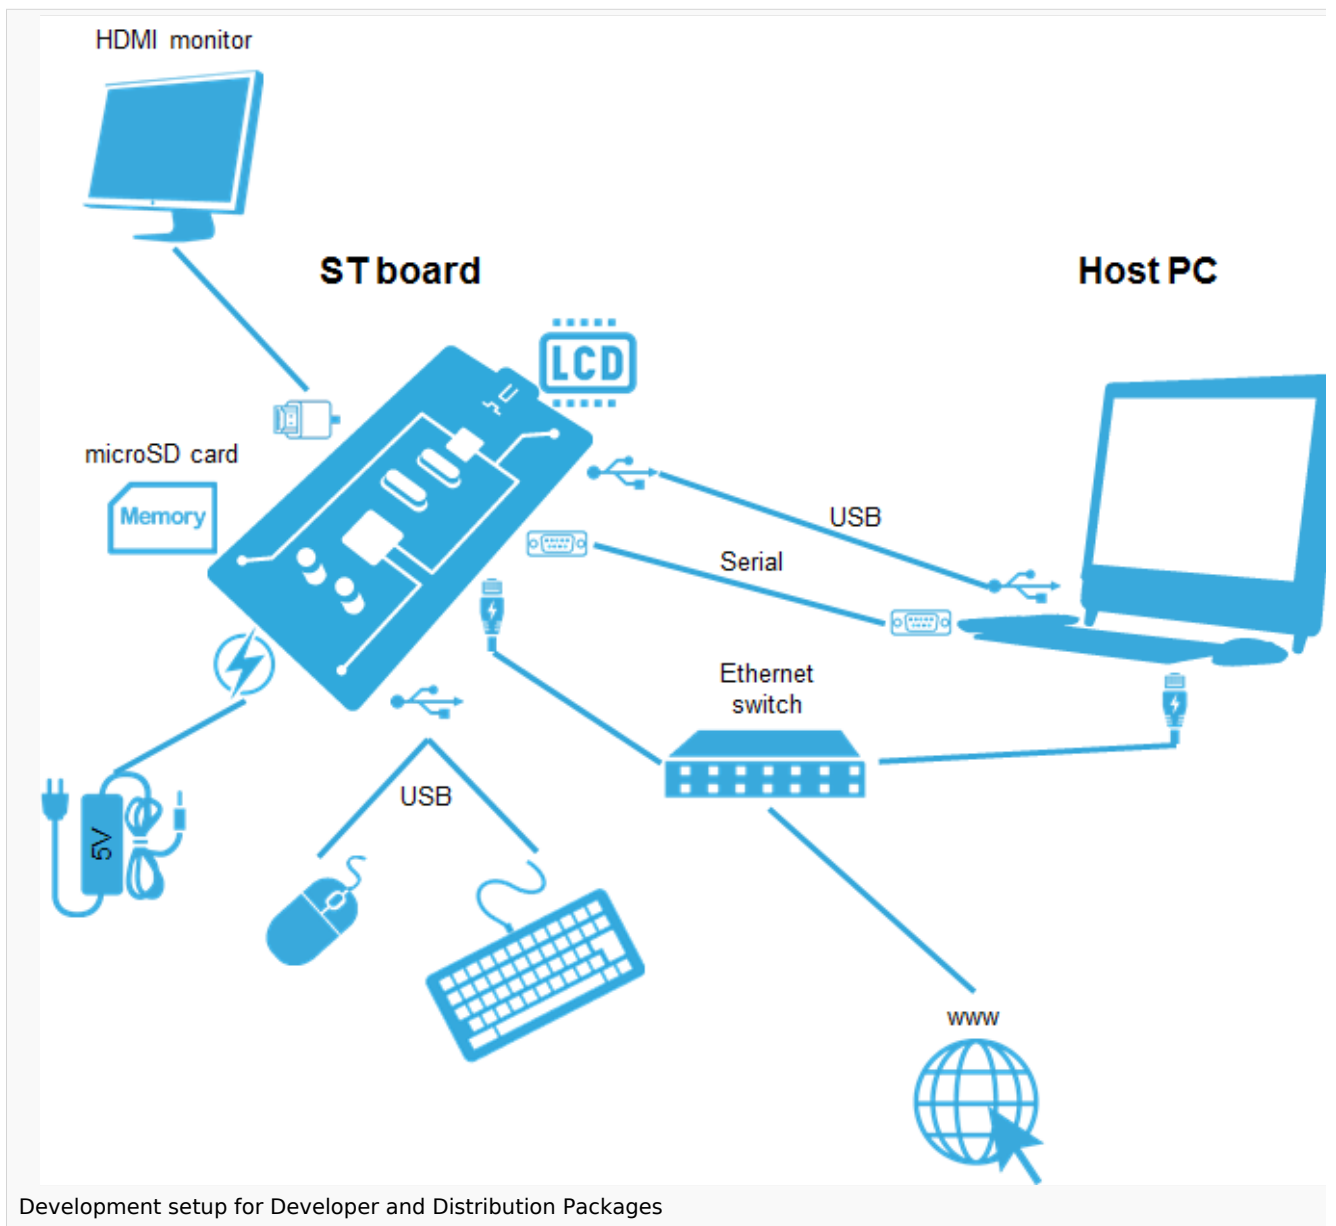 HDMI monitor
ST board
Host PC
LCD
microSD card
Memory
USB
Serial
Ethernet
switch
USB
5V
www
Development setup for Developer and Distribution Packages